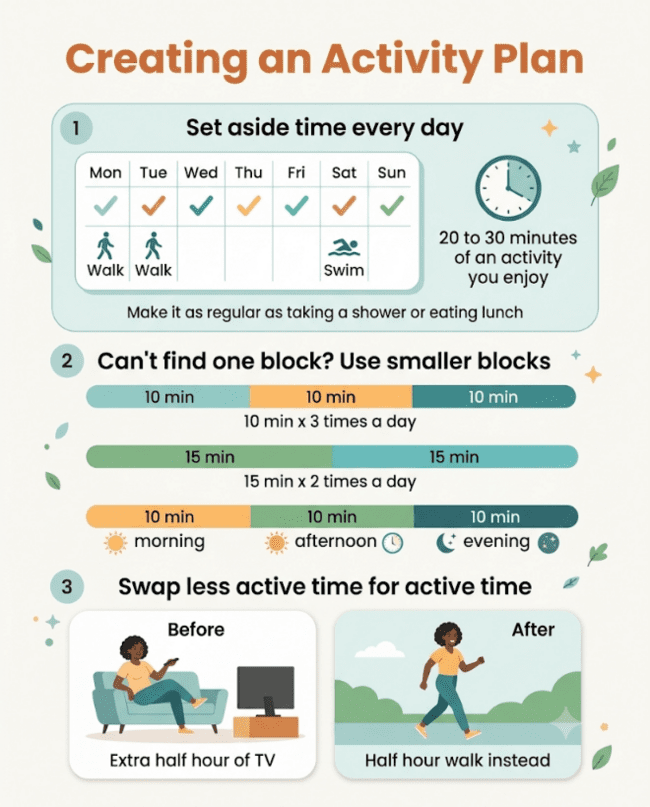 Creating an Activity Plan
1
Set aside time every day
Mon Tue Wed Thu Fri Sat Sun
Walk Walk Swim
20 to 30 minutes
of an activity
you enjoy
Make it as regular as taking a shower or eating lunch
2
Can't find one block? Use smaller blocks
10 min 10 min 10 min
10 min x 3 times a day
15 min 15 min
15 min x 2 times a day
10 min 10 min 10 min
morning afternoon evening
3
Swap less active time for active time
Before
Extra half hour of TV
After
Half hour walk instead